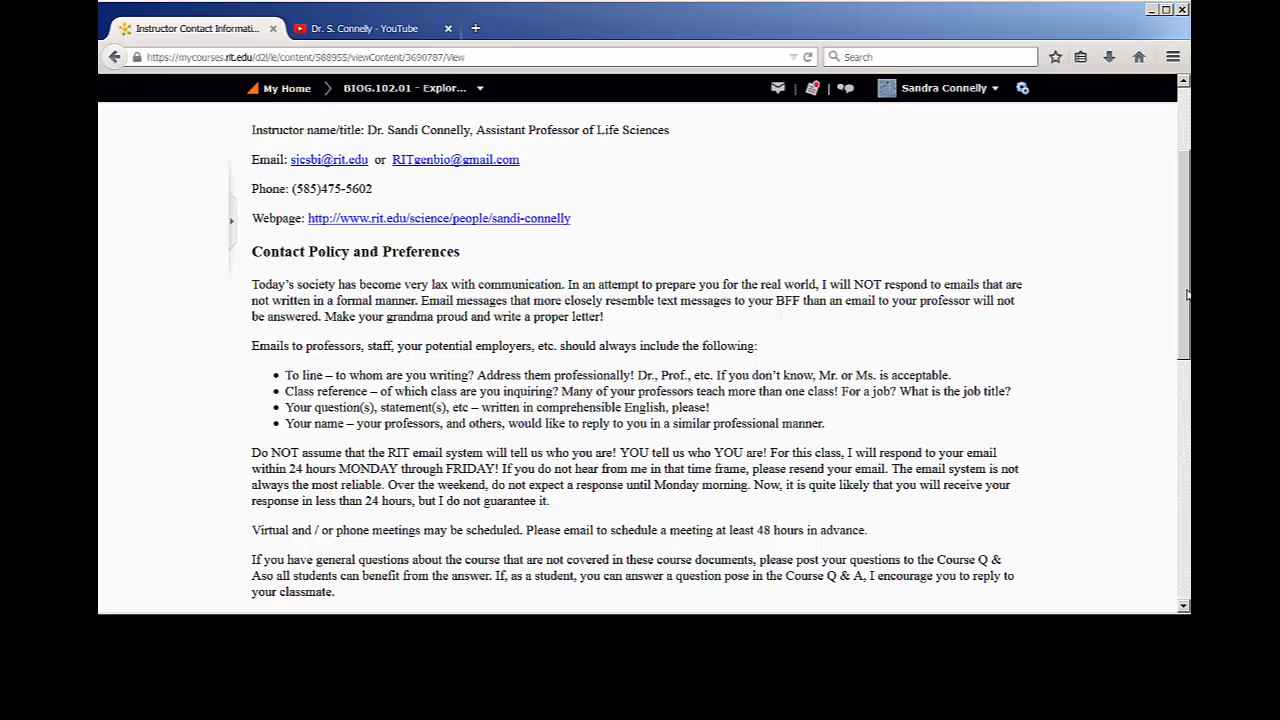 Instructor Contact Informati...
Dr. S. Connelly - YouTube
https://mycourses.rit.edu/d2l/le/content/588955/viewContent/3690787/View
Search
My Home
BIOG.102.01 - Explor...
Sandra Connelly
Instructor name/title: Dr. Sandi Connelly, Assistant Professor of Life Sciences
Email: sjcsbi@rit.edu or RITgenbio@gmail.com
Phone: (585)475-5602
Webpage: http://www.rit.edu/science/people/sandi-connelly
Contact Policy and Preferences
Today's society has become very lax with communication. In an attempt to prepare you for the real world, I will NOT respond to emails that are
not written in a formal manner. Email messages that more closely resemble text messages to your BFF than an email to your professor will not
be answered. Make your grandma proud and write a proper letter!
Emails to professors, staff, your potential employers, etc. should always include the following:
• To line – to whom are you writing? Address them professionally! Dr., Prof., etc. If you don't know, Mr. or Ms. is acceptable.
• Class reference – of which class are you inquiring? Many of your professors teach more than one class! For a job? What is the job title?
• Your question(s), statement(s), etc – written in comprehensible English, please!
• Your name – your professors, and others, would like to reply to you in a similar professional manner.
Do NOT assume that the RIT email system will tell us who you are! YOU tell us who YOU are! For this class, I will respond to your email
within 24 hours MONDAY through FRIDAY! If you do not hear from me in that time frame, please resend your email. The email system is not
always the most reliable. Over the weekend, do not expect a response until Monday morning. Now, it is quite likely that you will receive your
response in less than 24 hours, but I do not guarantee it.
Virtual and / or phone meetings may be scheduled. Please email to schedule a meeting at least 48 hours in advance.
If you have general questions about the course that are not covered in these course documents, please post your questions to the Course Q &
Aso all students can benefit from the answer. If, as a student, you can answer a question pose in the Course Q & A, I encourage you to reply to
your classmate.